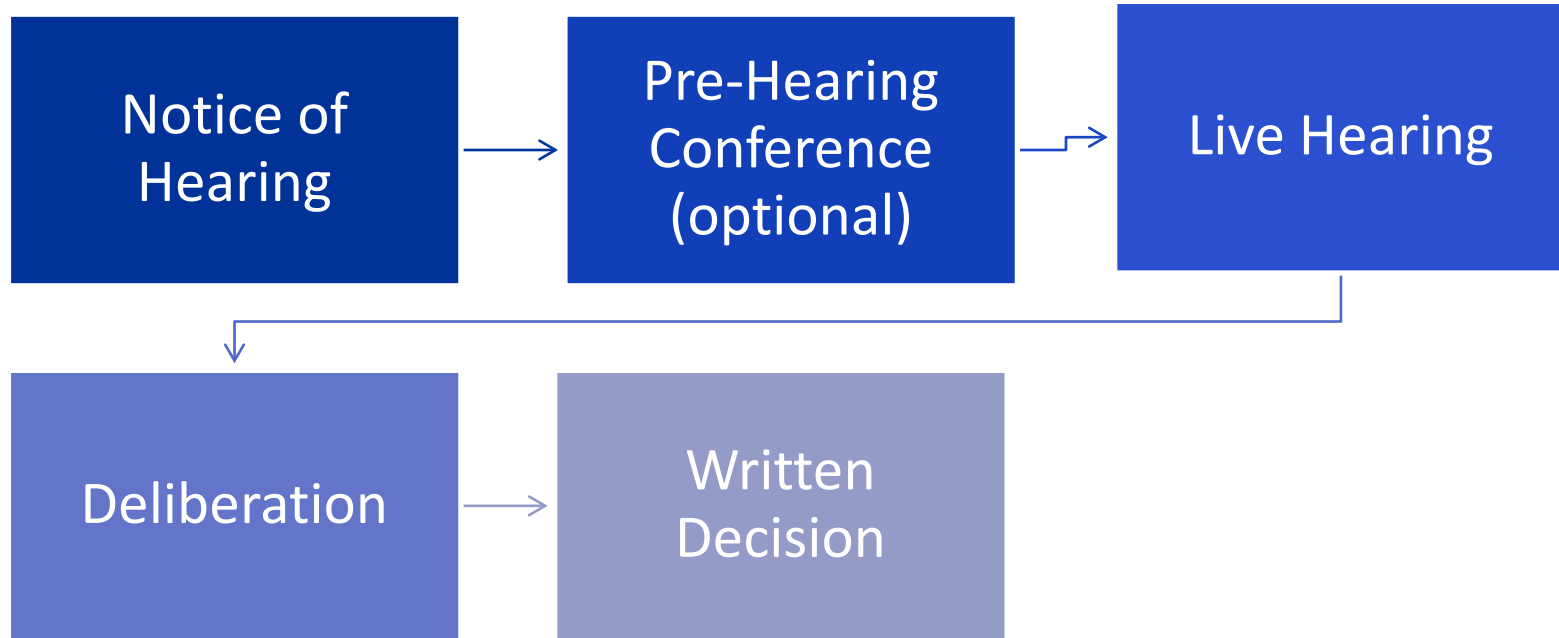 Notice of
Hearing
Pre-Hearing
Conference
(optional)
Live Hearing
Deliberation
Written
Decision